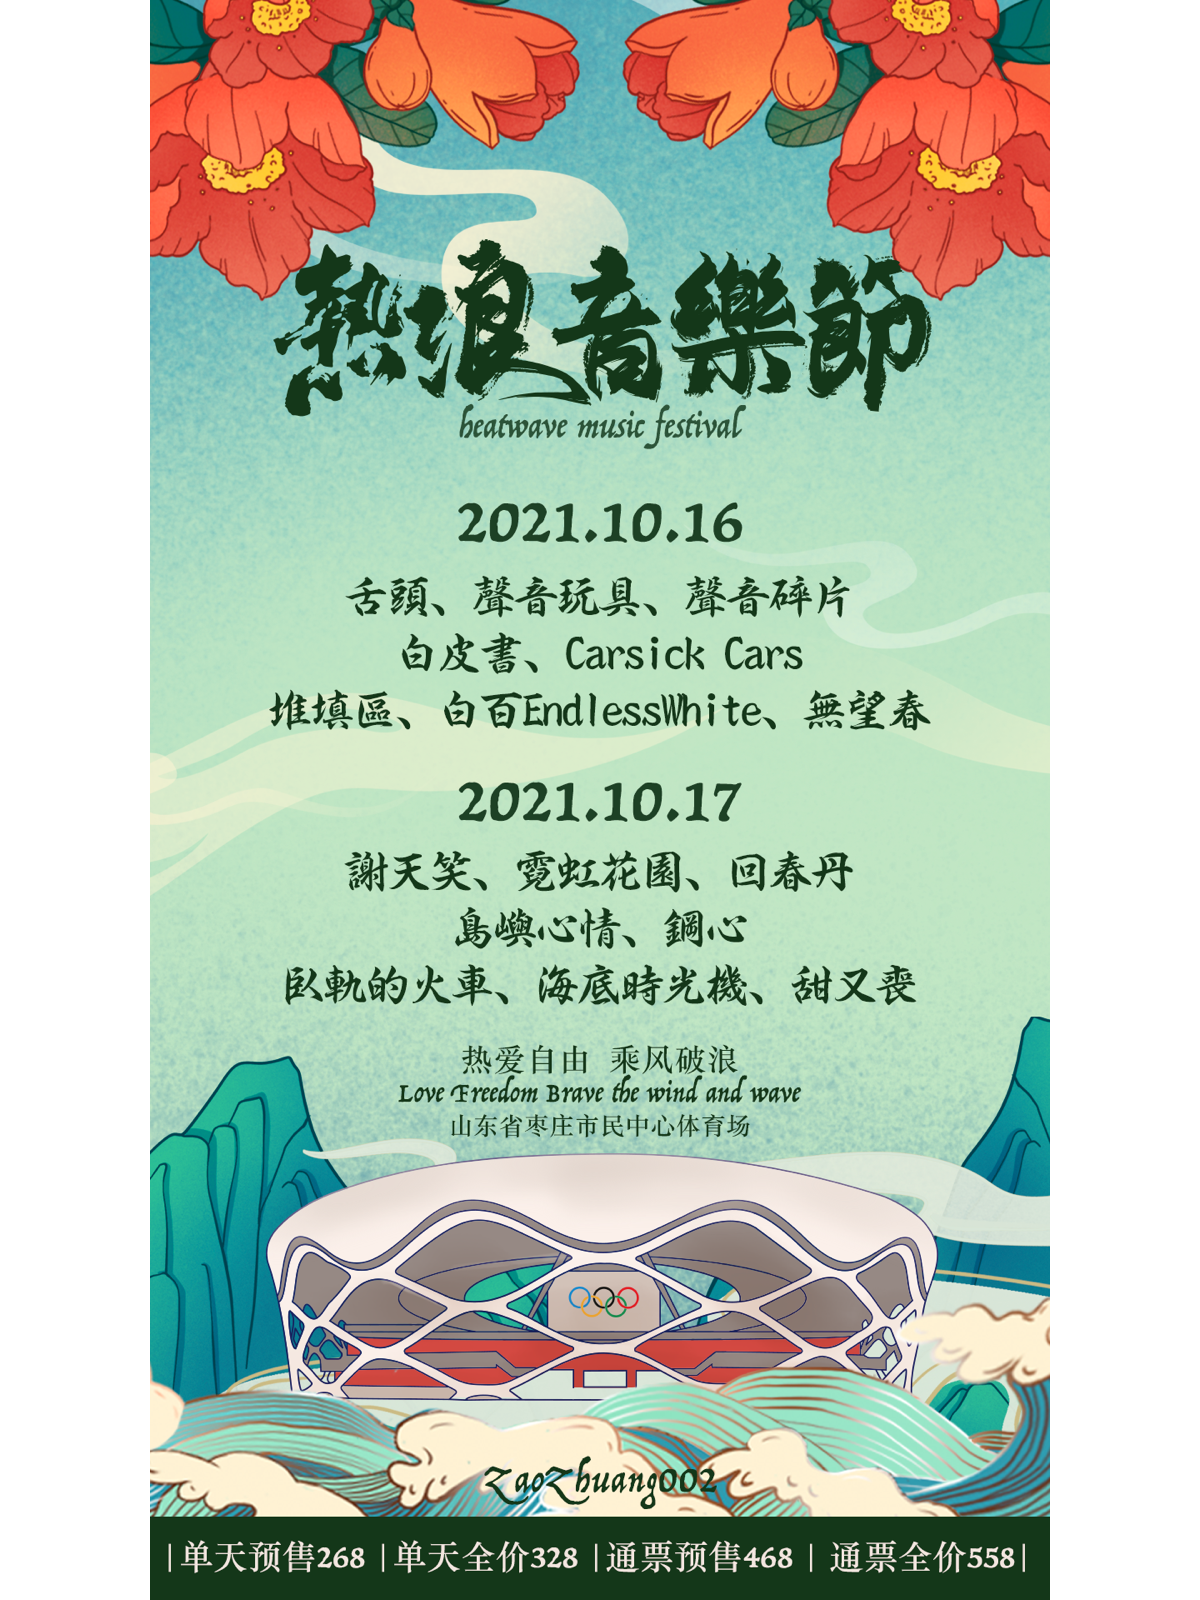 熱浪音樂節
heatwave music festival
2021.10.16
舌頭、聲音玩具、聲音碎片
白皮書、Carsick Cars
堆填區、白百EndlessWhite、無望春
2021.10.17
謝天笑、霓虹花園、回春丹
島嶼心情、鋼心
臥軌的火車、海底時光機、甜又喪
热爱自由 乘风破浪
Love Freedom Brave the wind and wave
山东省枣庄市民中心体育场
ZaoZhuang002
|单天预售268 |单天全价328 |通票预售468 | 通票全价558|